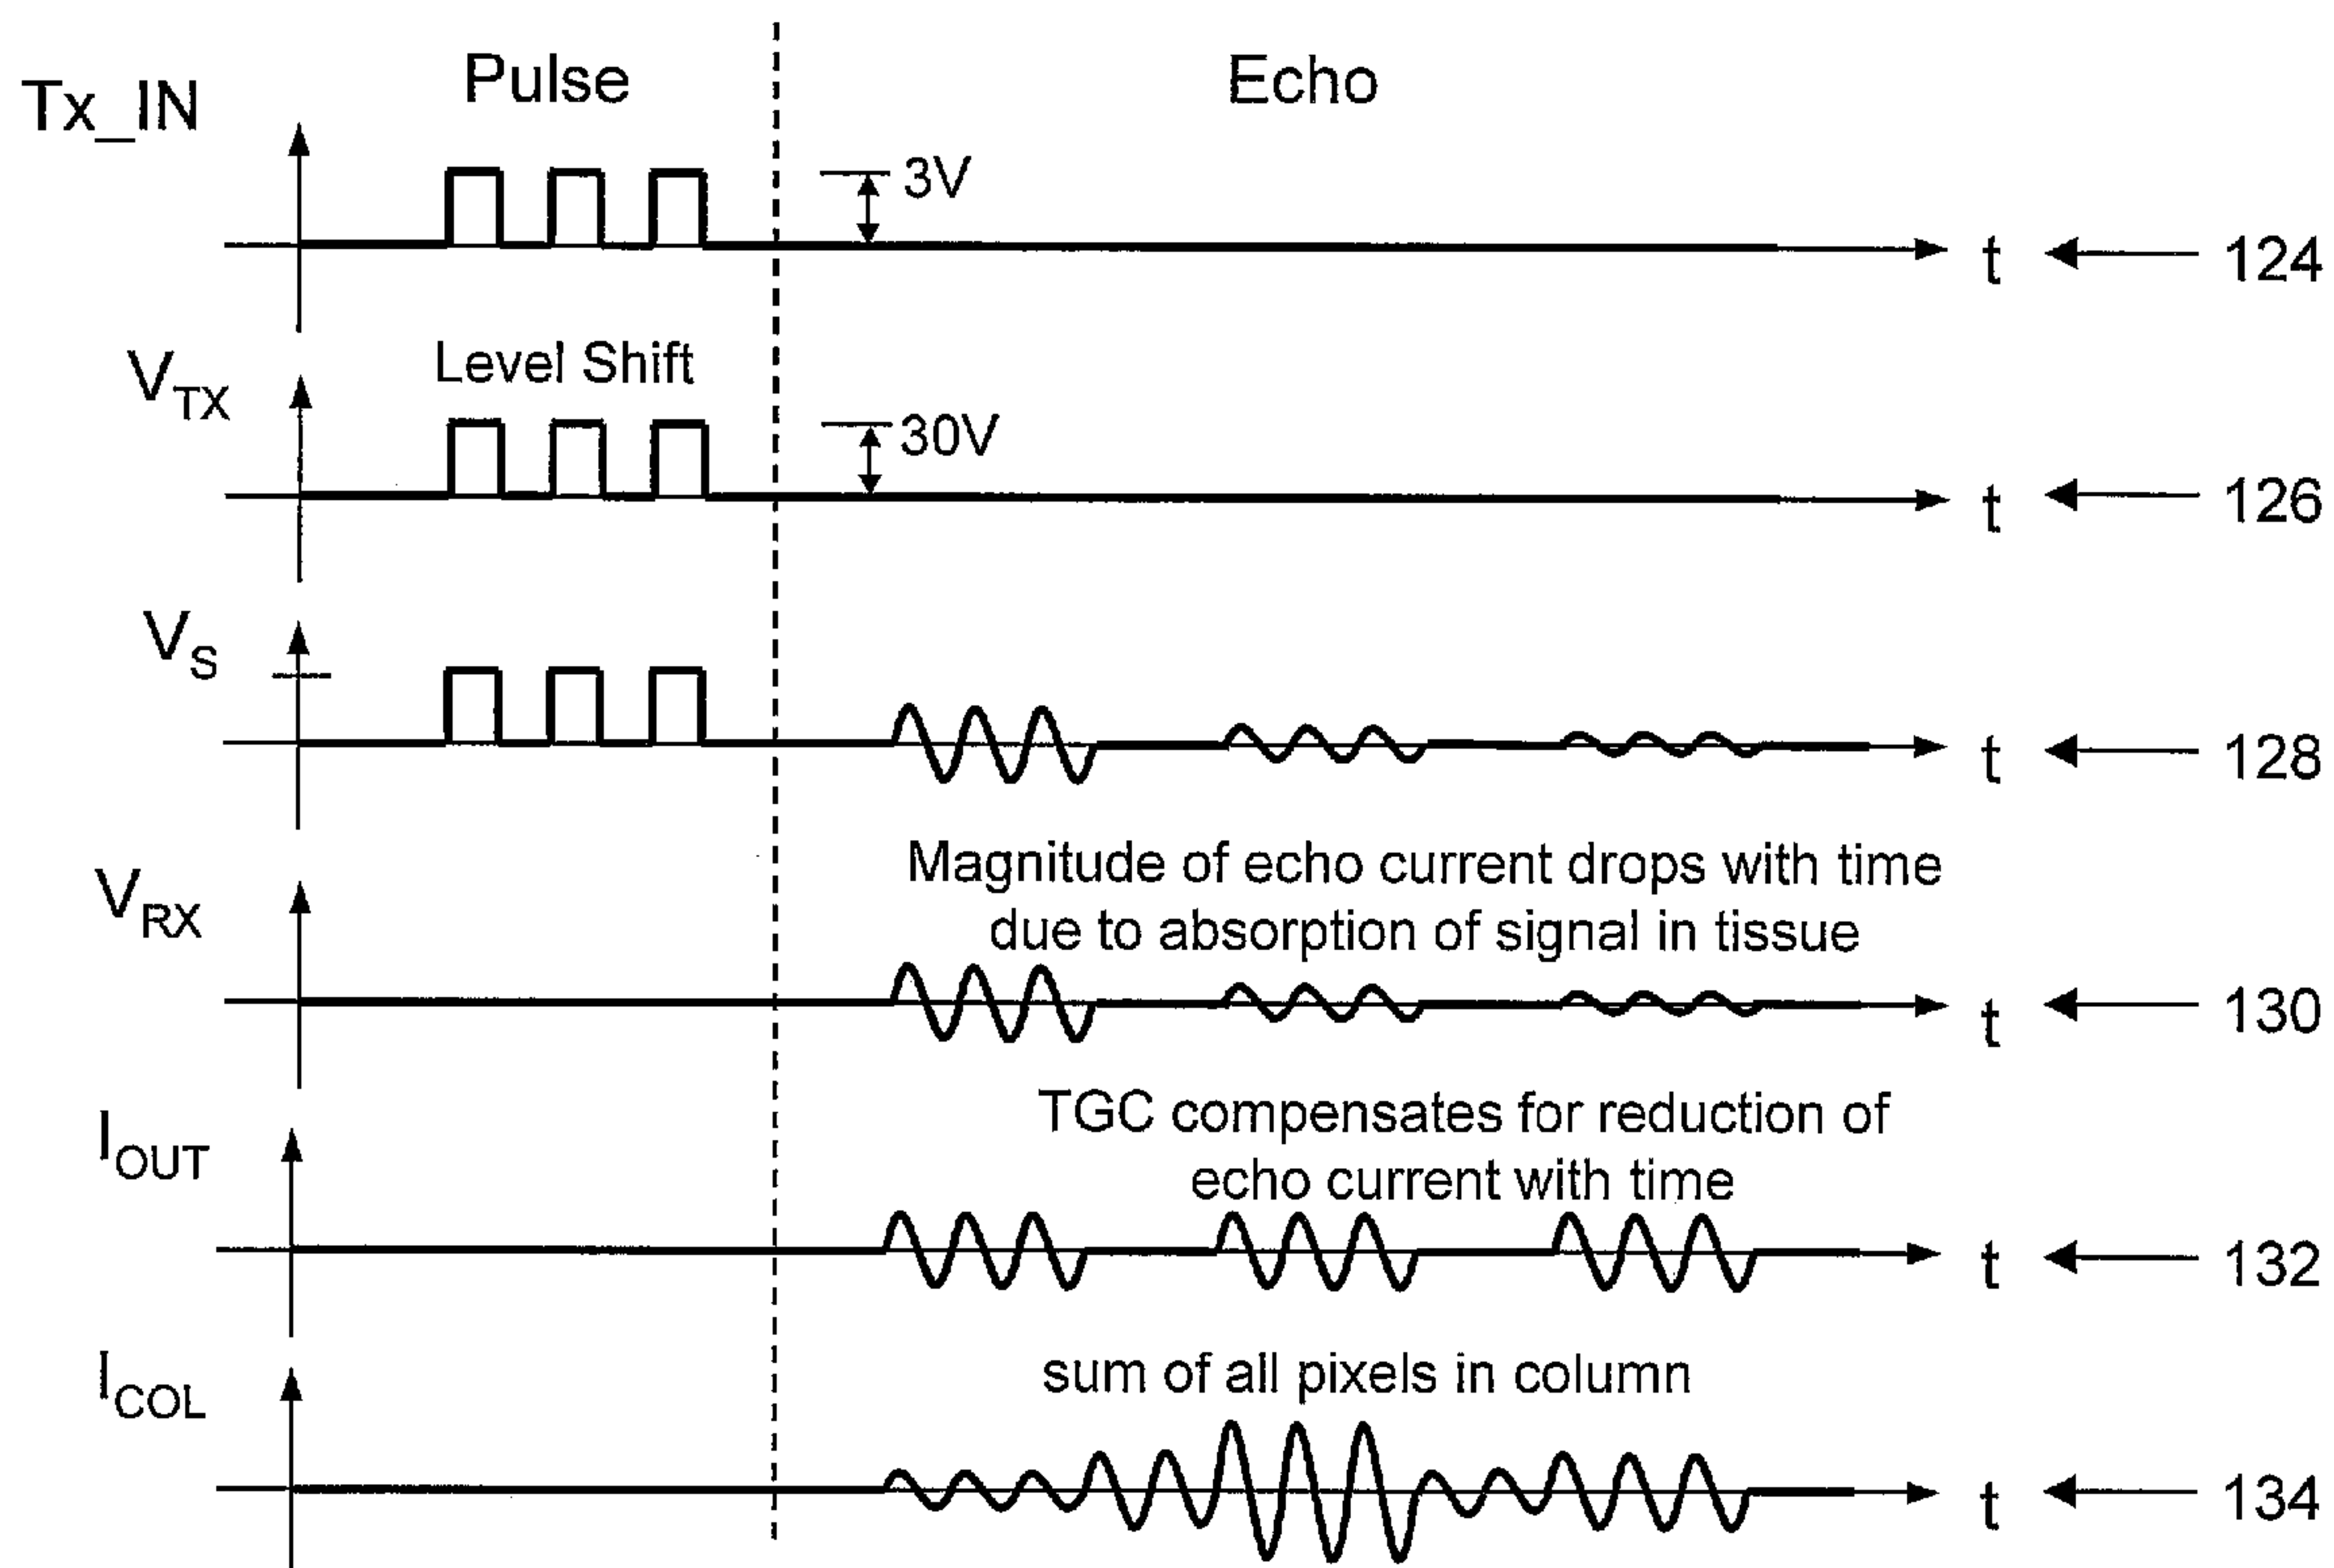 Pulse
Echo
Tx_IN
3V
t
124
V_TX
Level Shift
30V
t
126
V_S
t
128
Magnitude of echo current drops with time
due to absorption of signal in tissue
V_RX
t
130
TGC compensates for reduction of
echo current with time
I_OUT
t
132
sum of all pixels in column
I_COL
t
134